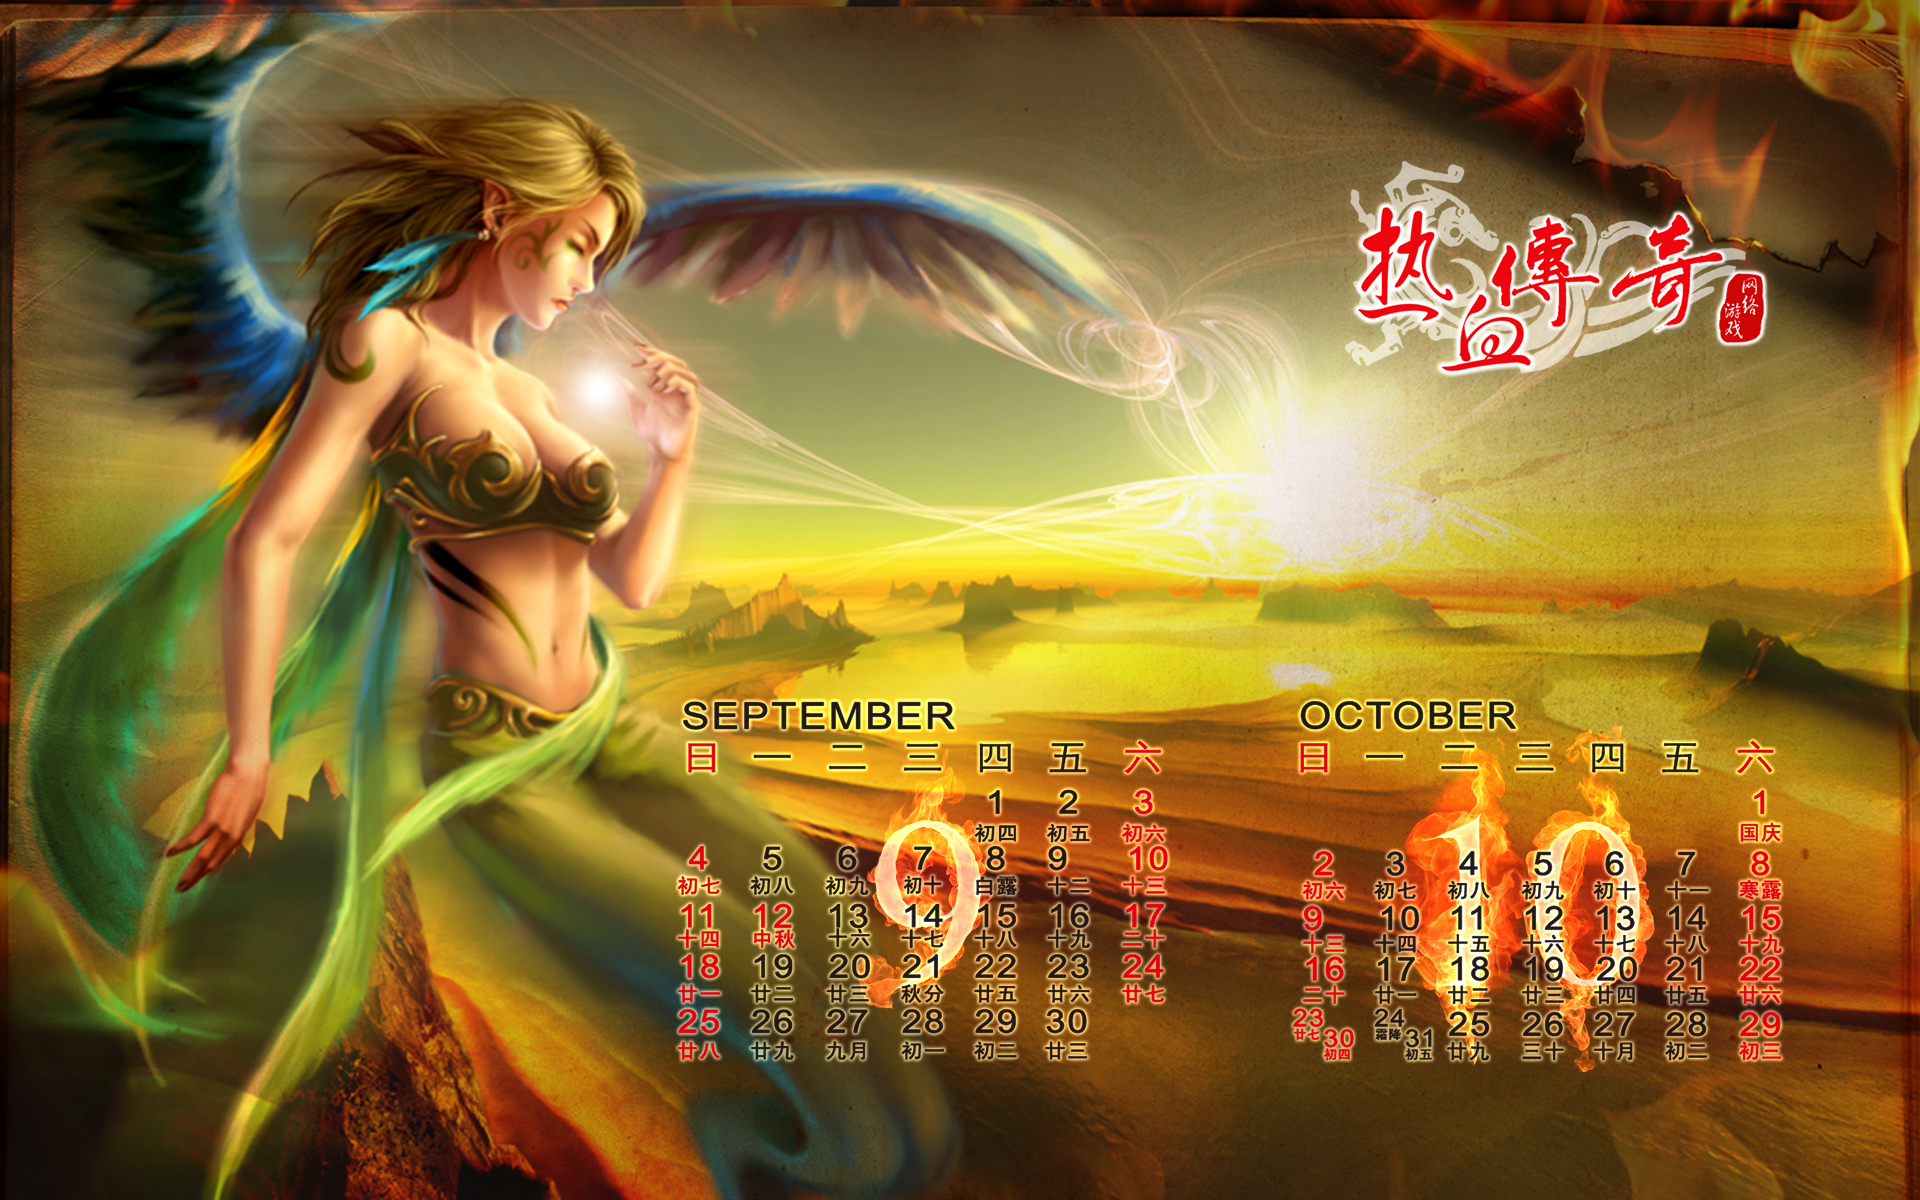 热血傳奇
网络
游戏
SEPTEMBER
日 一 二 三 四 五 六
1 2 3
初四 初五 初六
4 5 6 7 8 9 10
初七 初八 初九 初十 白露 十二 十三
11 12 13 14 15 16 17
十四 中秋 十六 十七 十八 十九 二十
18 19 20 21 22 23 24
廿一 廿二 廿三 秋分 廿五 廿六 廿七
25 26 27 28 29 30
廿八 廿九 九月 初一 初二 廿三
9
OCTOBER
日 一 二 三 四 五 六
1
国庆
2 3 4 5 6 7 8
初六 初七 初八 初九 初十 十一 寒露
9 10 11 12 13 14 15
十三 十四 十五 十六 十七 十八 十九
16 17 18 19 20 21 22
二十 廿一 廿二 廿三 廿四 廿五 廿六
23 24 25 26 27 28 29
廿七 霜降 廿九 三十 十月 初二 初三
30 31
初四 初五
10